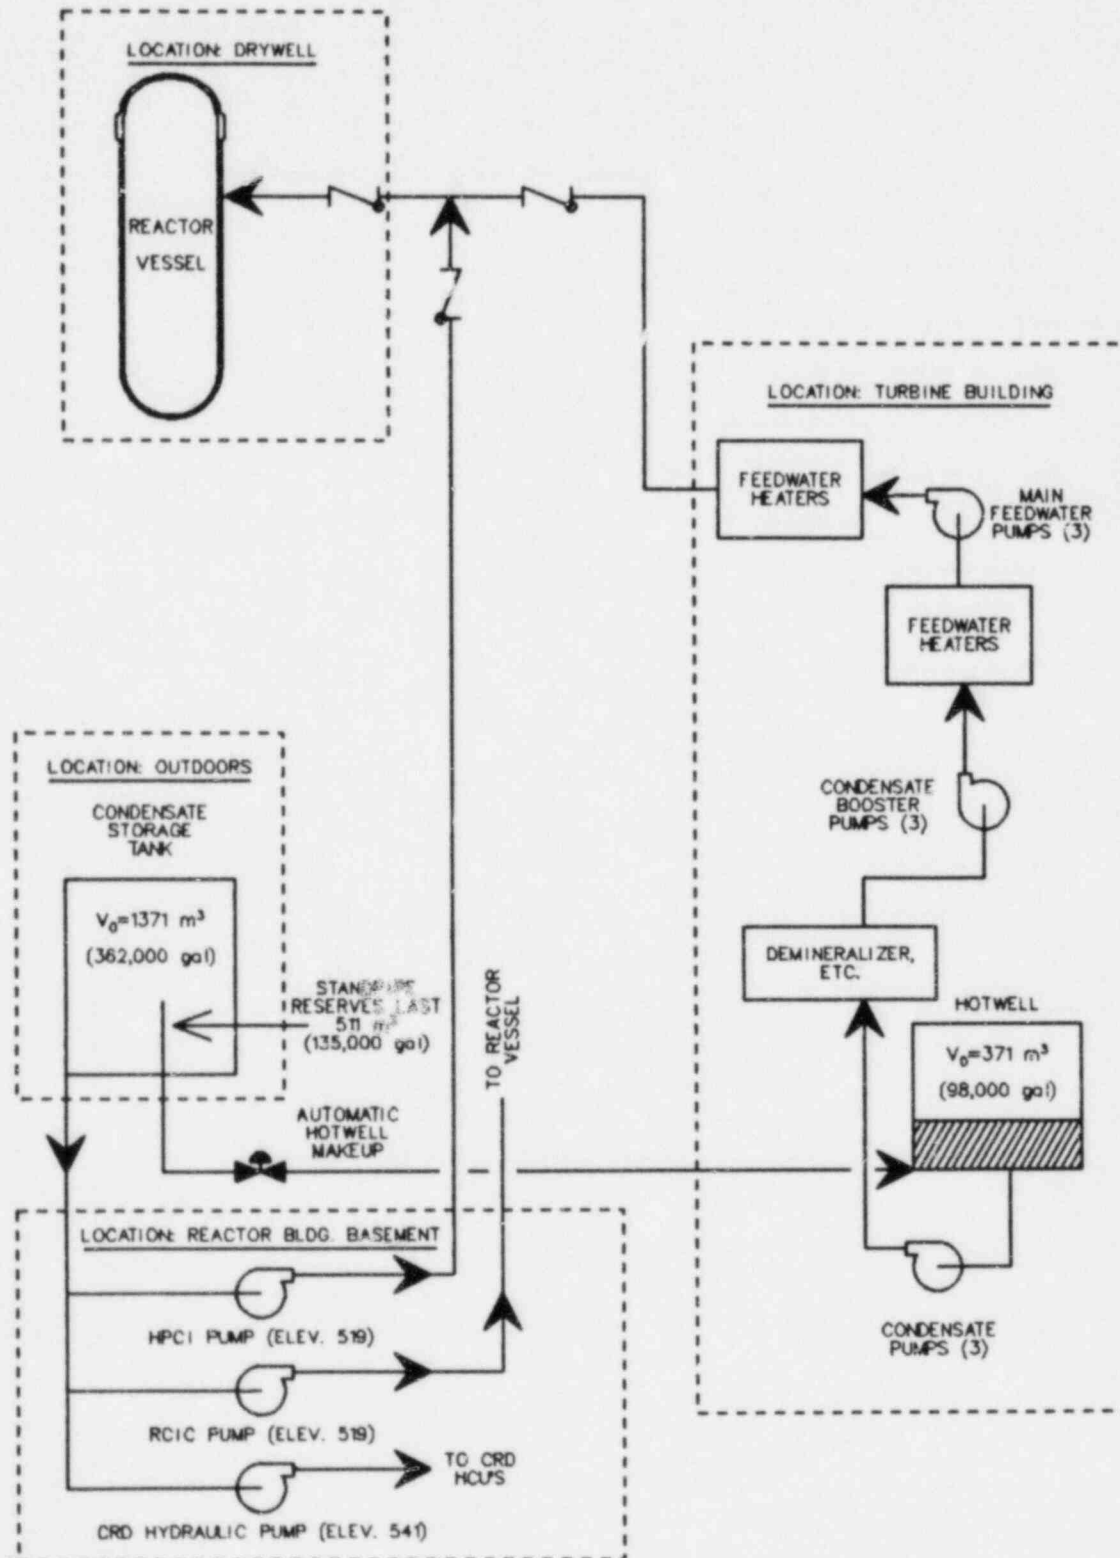 LOCATION: DRYWELL
REACTOR
VESSEL
LOCATION: TURBINE BUILDING
FEEDWATER
HEATERS
MAIN
FEEDWATER
PUMPS (3)
FEEDWATER
HEATERS
CONDENSATE
BOOSTER
PUMPS (3)
DEMINERALIZER,
ETC.
HOTWELL
V₀=371 m³
(98,000 gal)
CONDENSATE
PUMPS (3)
LOCATION: OUTDOORS
CONDENSATE
STORAGE
TANK
V₀=1371 m³
(362,000 gal)
RESERVES LAST
511 m³
(135,000 gal)
TO REACTOR
VESSEL
AUTOMATIC
HOTWELL
MAKEUP
LOCATION: REACTOR BLDG. BASEMENT
HPCI PUMP (ELEV. 519)
RCIC PUMP (ELEV. 519)
TO CRD
HCU'S
CRD HYDRAULIC PUMP (ELEV. 541)